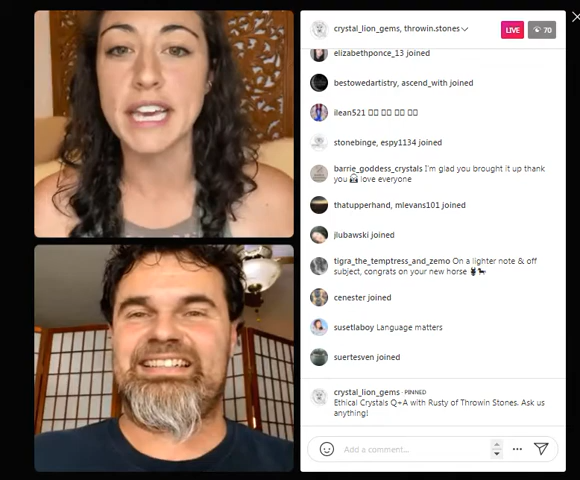 crystal_lion_gems, throwin.stones
LIVE
70
elizabethponce_13 joined
bestowedartistry, ascend_with joined
ilean521
stonebinge, espy1134 joined
barrie_goddess_crystals I'm glad you brought it up thank
you love everyone
thatupperhand, mlevans101 joined
jlubawski joined
tigra_the_temptress_and_zemo On a lighter note & off
subject, congrats on your new horse
cenester joined
susetlaboy Language matters
suertesven joined
crystal_lion_gems · PINNED
Ethical Crystals Q+A with Rusty of Throwin Stones. Ask us
anything!
Add a comment...